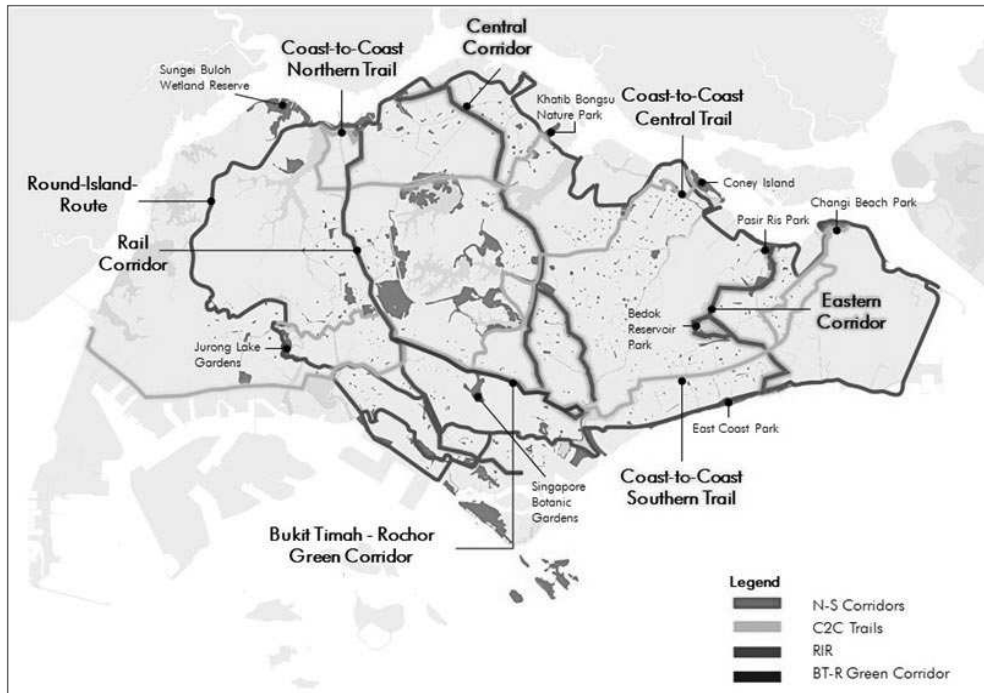 Central
Corridor
Coast-to-Coast
Northern Trail
Sungei Buloh
Wetland Reserve
Khatib Bongsu
Nature Park
Coast-to-Coast
Central Trail
Round-Island-
Route
Coney Island
Changi Beach Park
Pasir Ris Park
Rail
Corridor
Eastern
Corridor
Bedok
Reservoir
Park
Jurong Lake
Gardens
East Coast Park
Singapore
Botanic
Gardens
Coast-to-Coast
Southern Trail
Bukit Timah - Rochor
Green Corridor
Legend
N-S Corridors
C2C Trails
RIR
BT-R Green Corridor